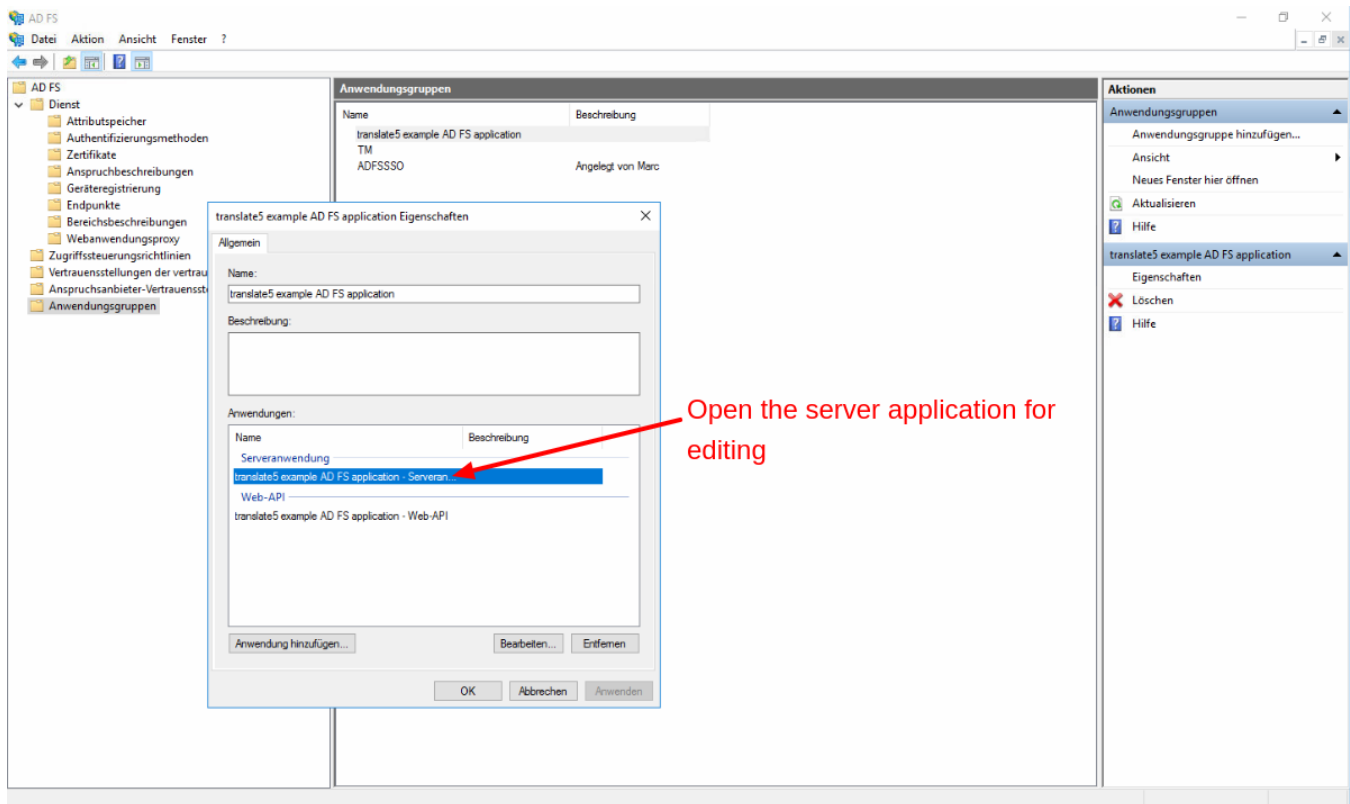 AD FS
Datei Aktion Ansicht Fenster ?
AD FS
Dienst
Attributspeicher
Authentifizierungsmethoden
Zertifikate
Anspruchbeschreibungen
Geräteregistrierung
Endpunkte
Bereichsbeschreibungen
Webanwendungsproxy
Zugriffssteuerungsrichtlinien
Vertrauensstellungen der vertrau
Anspruchsanbieter-Vertrauensst
Anwendungsgruppen
Anwendungsgruppen
Name Beschreibung
translate5 example AD FS application
TM
ADFSSSO Angelegt von Marc
translate5 example AD FS application Eigenschaften
Allgemein
Name:
translate5 example AD FS application
Beschreibung:
Anwendungen:
Name Beschreibung
Serveranwendung
translate5 example AD FS application - Serveran...
Web-API
translate5 example AD FS application - Web-API
Anwendung hinzufügen... Bearbeiten... Entfernen
OK Abbrechen Anwenden
Open the server application for
editing
Aktionen
Anwendungsgruppen
Anwendungsgruppe hinzufügen...
Ansicht
Neues Fenster hier öffnen
Aktualisieren
Hilfe
translate5 example AD FS application
Eigenschaften
Löschen
Hilfe